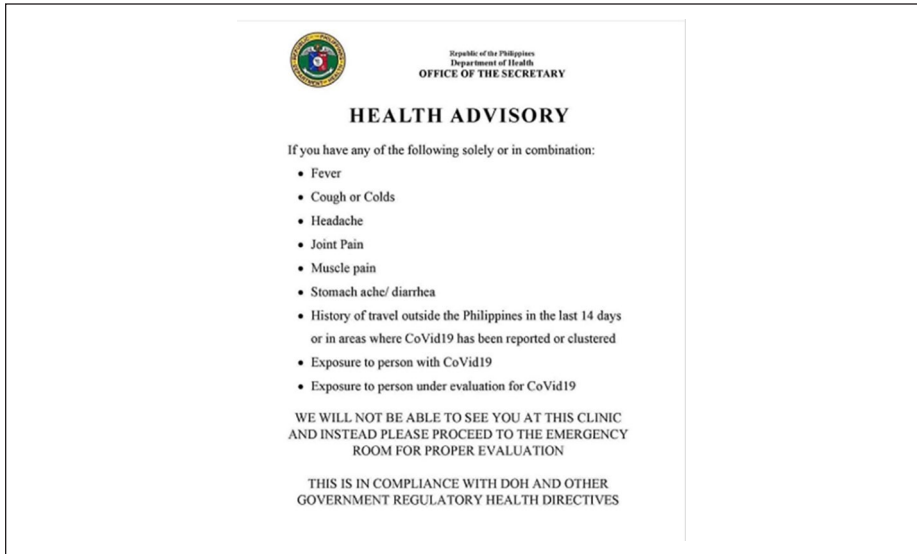 Republic of the Philippines
Department of Health
OFFICE OF THE SECRETARY
HEALTH ADVISORY
If you have any of the following solely or in combination:
• Fever
• Cough or Colds
• Headache
• Joint Pain
• Muscle pain
• Stomach ache/ diarrhea
• History of travel outside the Philippines in the last 14 days
or in areas where CoVid19 has been reported or clustered
• Exposure to person with CoVid19
• Exposure to person under evaluation for CoVid19
WE WILL NOT BE ABLE TO SEE YOU AT THIS CLINIC
AND INSTEAD PLEASE PROCEED TO THE EMERGENCY
ROOM FOR PROPER EVALUATION
THIS IS IN COMPLIANCE WITH DOH AND OTHER
GOVERNMENT REGULATORY HEALTH DIRECTIVES